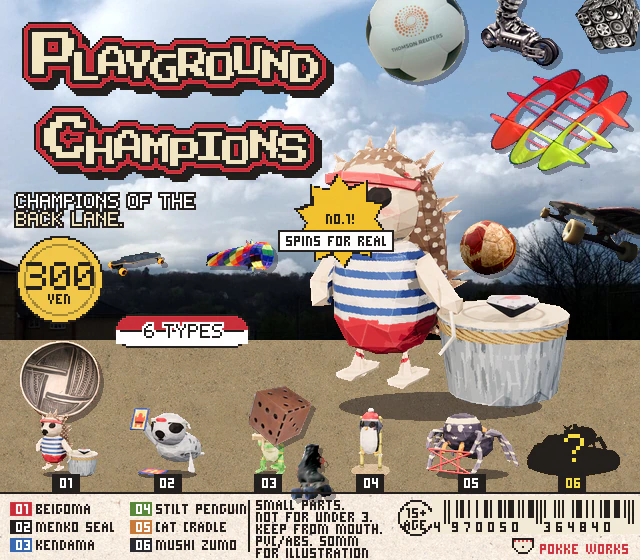 PLAYGROUND
CHAMPIONS
CHAMPIONS OF THE
BACK LANE.
THOMSON REUTERS
NO.1!
SPINS FOR REAL
300
YEN
6 TYPES
01
02
03
04
05
?
06
01 BEIGOMA
02 MENKO SEAL
03 KENDAMA
04 STILT PENGUIN
05 CAT CRADLE
06 MUSHI ZUMO
SMALL PARTS.
NOT FOR UNDER 3.
KEEP FROM MOUTH.
PVC/ABS. 50MM
FOR ILLUSTRATION
15+
AGE
4 970050 364840
POKKE WORKS